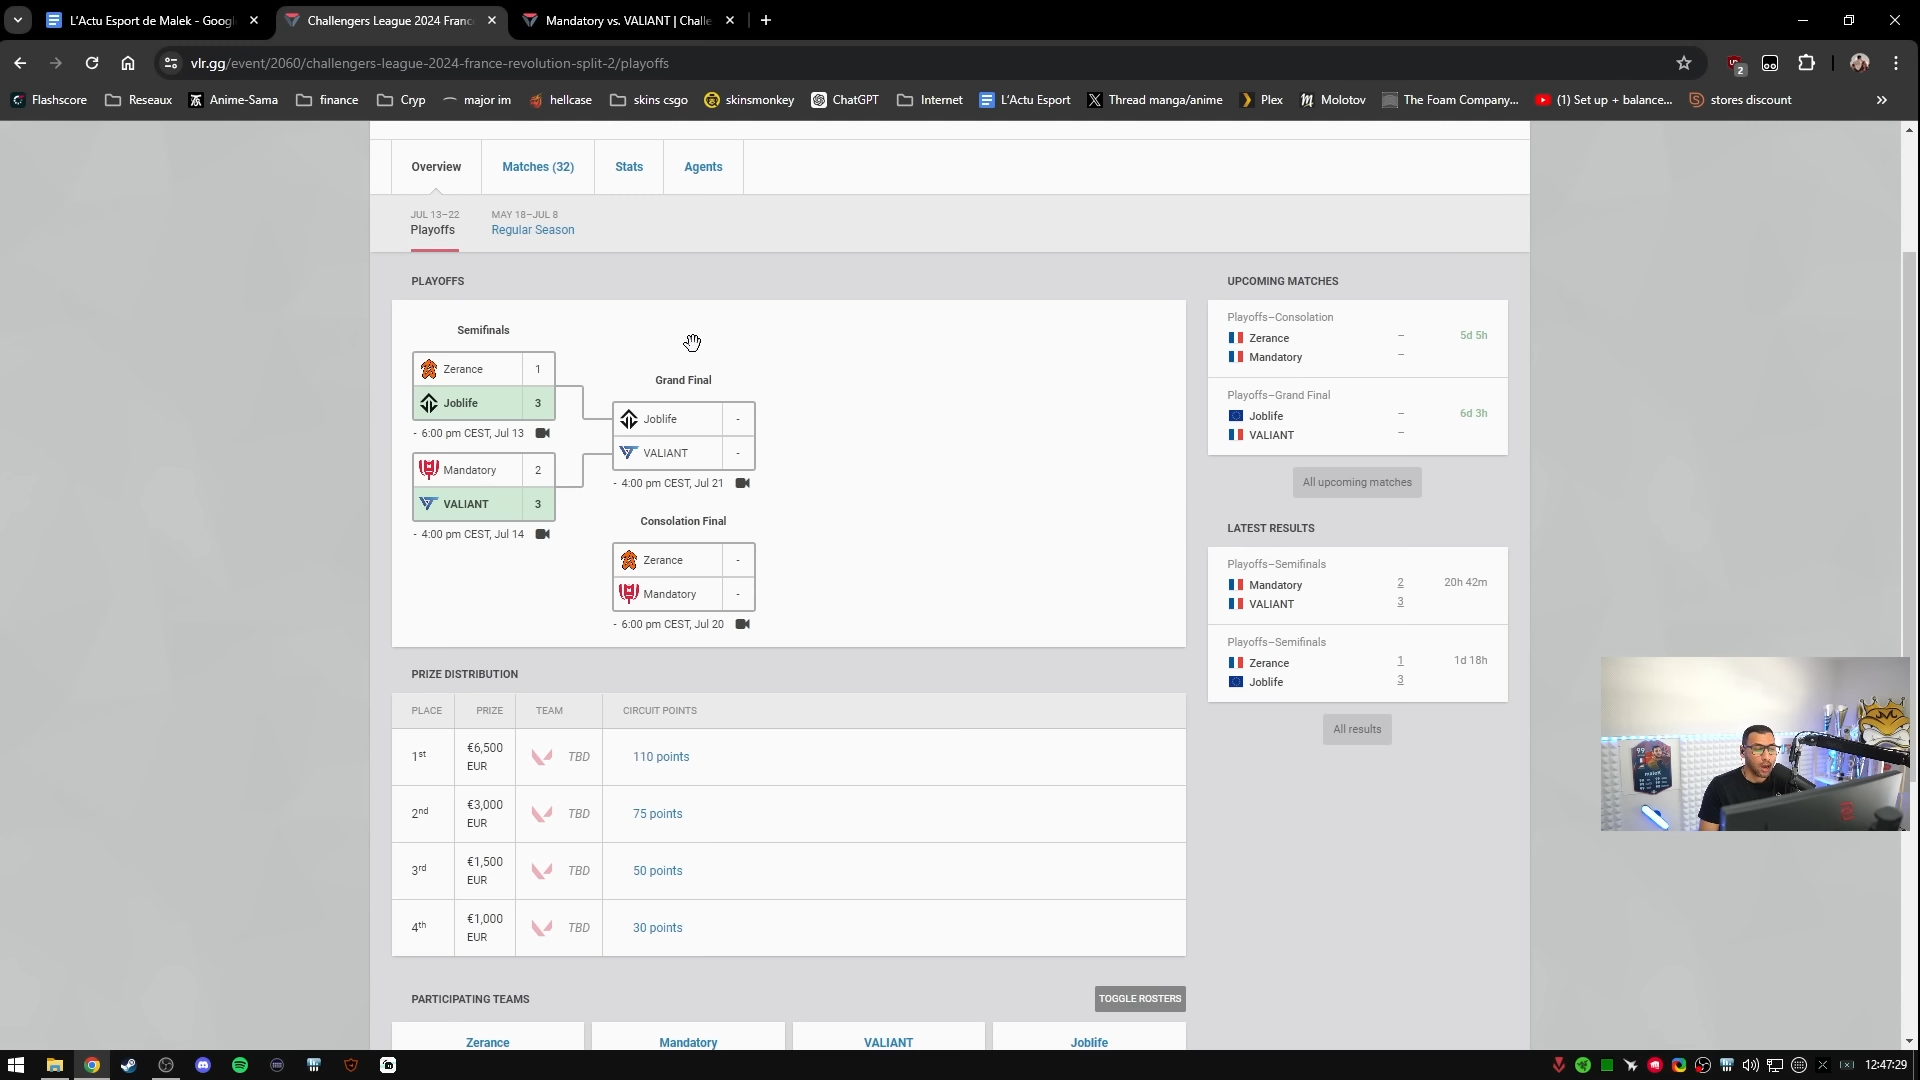 L'Actu Esport de Malek - Googl
Challengers League 2024 Franc
Mandatory vs. VALIANT | Challe
vlr.gg/event/2060/challengers-league-2024-france-revolution-split-2/playoffs
2
Flashscore
Reseaux
Anime-Sama
finance
Cryp
major im
hellcase
skins csgo
skinsmonkey
ChatGPT
Internet
L'Actu Esport
Thread manga/anime
Plex
Molotov
The Foam Company...
(1) Set up + balance...
stores discount
Overview
Matches (32)
Stats
Agents
JUL 13–22
Playoffs
MAY 18–JUL 8
Regular Season
PLAYOFFS
Semifinals
Zerance 1
Joblife 3
- 6:00 pm CEST, Jul 13
Mandatory 2
VALIANT 3
- 4:00 pm CEST, Jul 14
Grand Final
Joblife -
VALIANT -
- 4:00 pm CEST, Jul 21
Consolation Final
Zerance -
Mandatory -
- 6:00 pm CEST, Jul 20
PRIZE DISTRIBUTION
PLACE PRIZE TEAM CIRCUIT POINTS
1st €6,500 EUR TBD 110 points
2nd €3,000 EUR TBD 75 points
3rd €1,500 EUR TBD 50 points
4th €1,000 EUR TBD 30 points
PARTICIPATING TEAMS
TOGGLE ROSTERS
Zerance
Mandatory
VALIANT
Joblife
UPCOMING MATCHES
Playoffs–Consolation
Zerance – 5d 5h
Mandatory –
Playoffs–Grand Final
Joblife – 6d 3h
VALIANT –
All upcoming matches
LATEST RESULTS
Playoffs–Semifinals
Mandatory 2 20h 42m
VALIANT 3
Playoffs–Semifinals
Zerance 1 1d 18h
Joblife 3
All results
99
malek
12:47:29